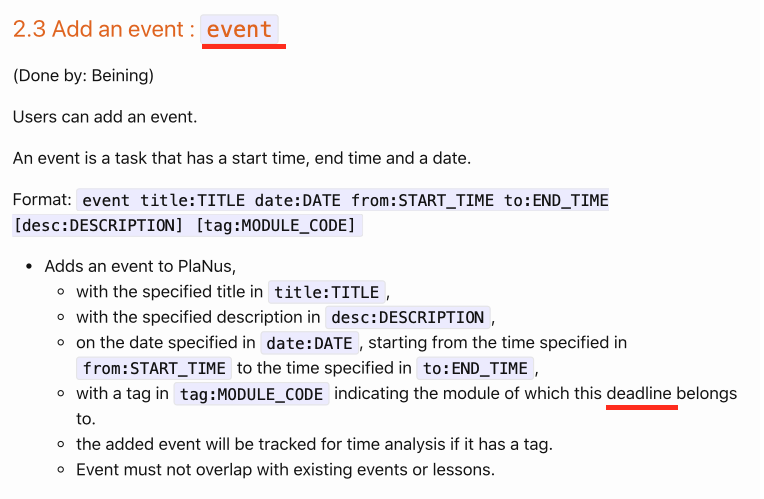 2.3 Add an event : event
(Done by: Beining)
Users can add an event.
An event is a task that has a start time, end time and a date.
Format: event title:TITLE date:DATE from:START_TIME to:END_TIME
[desc:DESCRIPTION] [tag:MODULE_CODE]
• Adds an event to PlaNus,
◦ with the specified title in title:TITLE,
◦ with the specified description in desc:DESCRIPTION,
◦ on the date specified in date:DATE, starting from the time specified in
from:START_TIME to the time specified in to:END_TIME,
◦ with a tag in tag:MODULE_CODE indicating the module of which this deadline belongs
to.
◦ the added event will be tracked for time analysis if it has a tag.
◦ Event must not overlap with existing events or lessons.